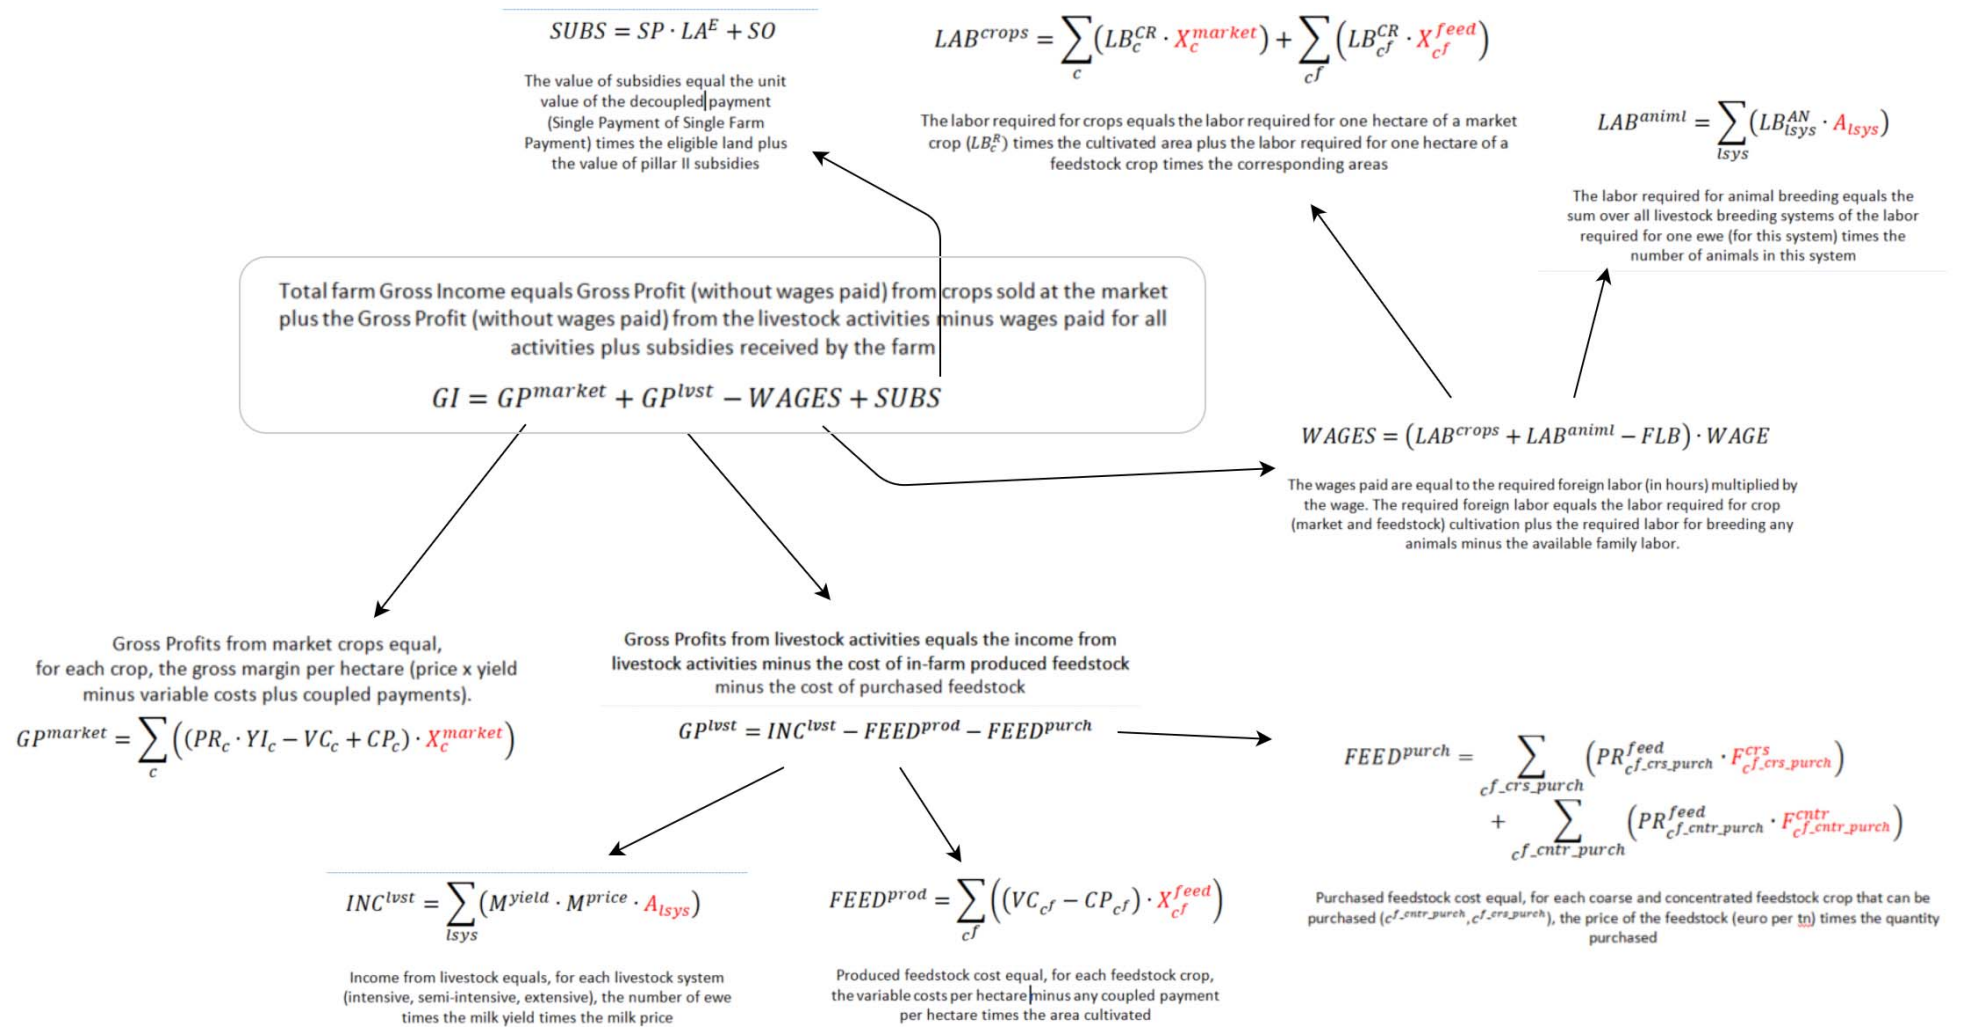 SUBS = SP · LA^E + SO
The value of subsidies equal the unit
value of the decoupled payment
(Single Payment of Single Farm
Payment) times the eligible land plus
the value of pillar II subsidies
LAB^crops = ∑_c (LB_c^CR · X_c^market) + ∑_cf (LB_cf^CR · X_cf^feed)
The labor required for crops equals the labor required for one hectare of a market
crop (LB_c^R) times the cultivated area plus the labor required for one hectare of a
feedstock crop times the corresponding areas
LAB^animl = ∑_lsys (LB_lsys^AN · A_lsys)
The labor required for animal breeding equals the
sum over all livestock breeding systems of the labor
required for one ewe (for this system) times the
number of animals in this system
Total farm Gross Income equals Gross Profit (without wages paid) from crops sold at the market
plus the Gross Profit (without wages paid) from the livestock activities minus wages paid for all
activities plus subsidies received by the farm
GI = GP^market + GP^lvst − WAGES + SUBS
WAGES = (LAB^crops + LAB^animl − FLB) · WAGE
The wages paid are equal to the required foreign labor (in hours) multiplied by
the wage. The required foreign labor equals the labor required for crop
(market and feedstock) cultivation plus the required labor for breeding any
animals minus the available family labor.
Gross Profits from market crops equal,
for each crop, the gross margin per hectare (price x yield
minus variable costs plus coupled payments).
GP^market = ∑_c ((PR_c · YI_c − VC_c + CP_c) · X_c^market)
Gross Profits from livestock activities equals the income from
livestock activities minus the cost of in-farm produced feedstock
minus the cost of purchased feedstock
GP^lvst = INC^lvst − FEED^prod − FEED^purch
FEED^purch = ∑_cf_crs_purch (PR_cf_crs_purch^feed · F_cf_crs_purch^crs)
+ ∑_cf_cntr_purch (PR_cf_cntr_purch^feed · F_cf_cntr_purch^cntr)
Purchased feedstock cost equal, for each coarse and concentrated feedstock crop that can be
purchased (c^f_cntr_purch, c^f_crs_purch), the price of the feedstock (euro per tn) times the quantity
purchased
INC^lvst = ∑_lsys (M^yield · M^price · A_lsys)
Income from livestock equals, for each livestock system
(intensive, semi-intensive, extensive), the number of ewe
times the milk yield times the milk price
FEED^prod = ∑_cf ((VC_cf − CP_cf) · X_cf^feed)
Produced feedstock cost equal, for each feedstock crop,
the variable costs per hectare minus any coupled payment
per hectare times the area cultivated